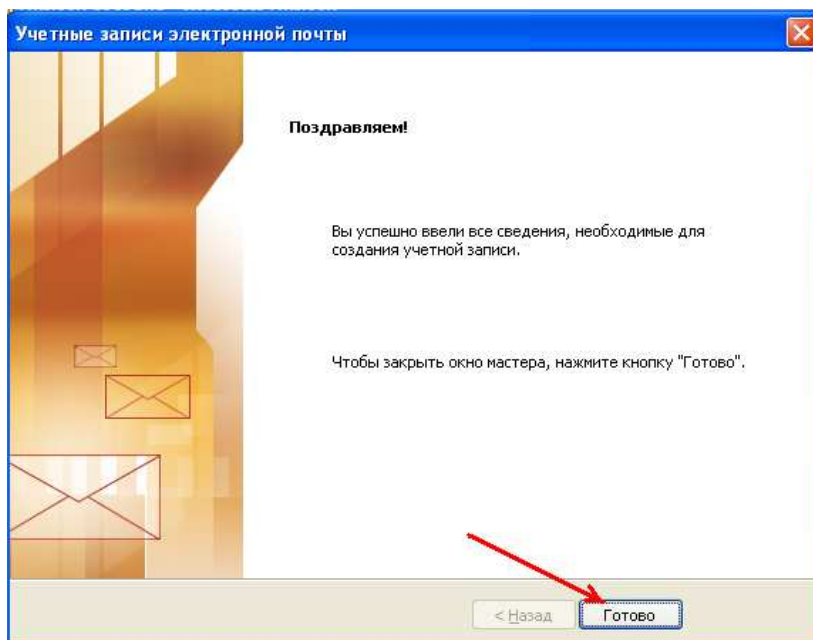 Учетные записи электронной почты
Поздравляем!
Вы успешно ввели все сведения, необходимые для
создания учетной записи.
Чтобы закрыть окно мастера, нажмите кнопку "Готово".
< Назад
Готово